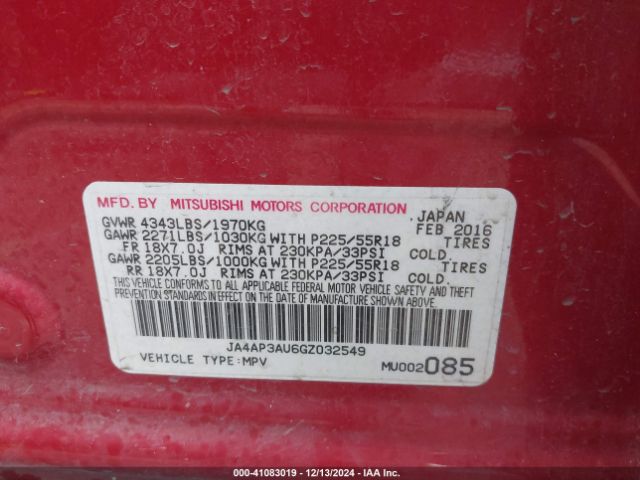 MFD. BY MITSUBISHI MOTORS CORPORATION JAPAN
GVWR 4343LBS/1970KG FEB 2016
GAWR 2271LBS/1030KG WITH P225/55R18 TIRES
FR 18X7.0J RIMS AT 230KPA/33PSI COLD.
GAWR 2205LBS/1000KG WITH P225/55R18 TIRES
RR 18X7.0J RIMS AT 230KPA/33PSI COLD.
THIS VEHICLE CONFORMS TO ALL APPLICABLE FEDERAL MOTOR VEHICLE SAFETY AND THEFT
PREVENTION STANDARDS IN EFFECT ON THE DATE OF MANUFACTURE SHOWN ABOVE.
JA4AP3AU6GZ032549
VEHICLE TYPE:MPV MU002085
000-41083019 - 12/13/2024 - IAA Inc.